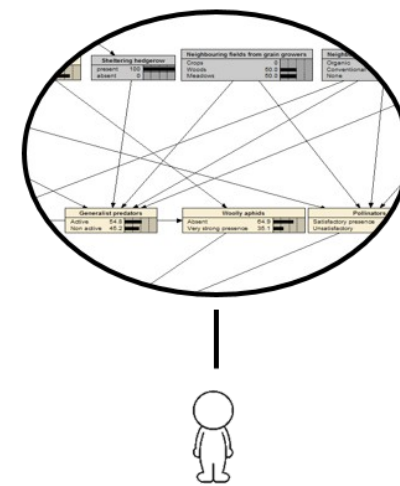 Sheltering hedgerow
present 100
absent 0
Neighbouring fields from grain growers
Crops 0
Woods 50.0
Meadows 50.0
Organic
Conventional
None
Generalist predators
Active 54.8
Non active 45.2
Woolly aphids
Absent 64.9
Very strong presence 35.1
Pollinators
Satisfactory presence
Unsatisfactory